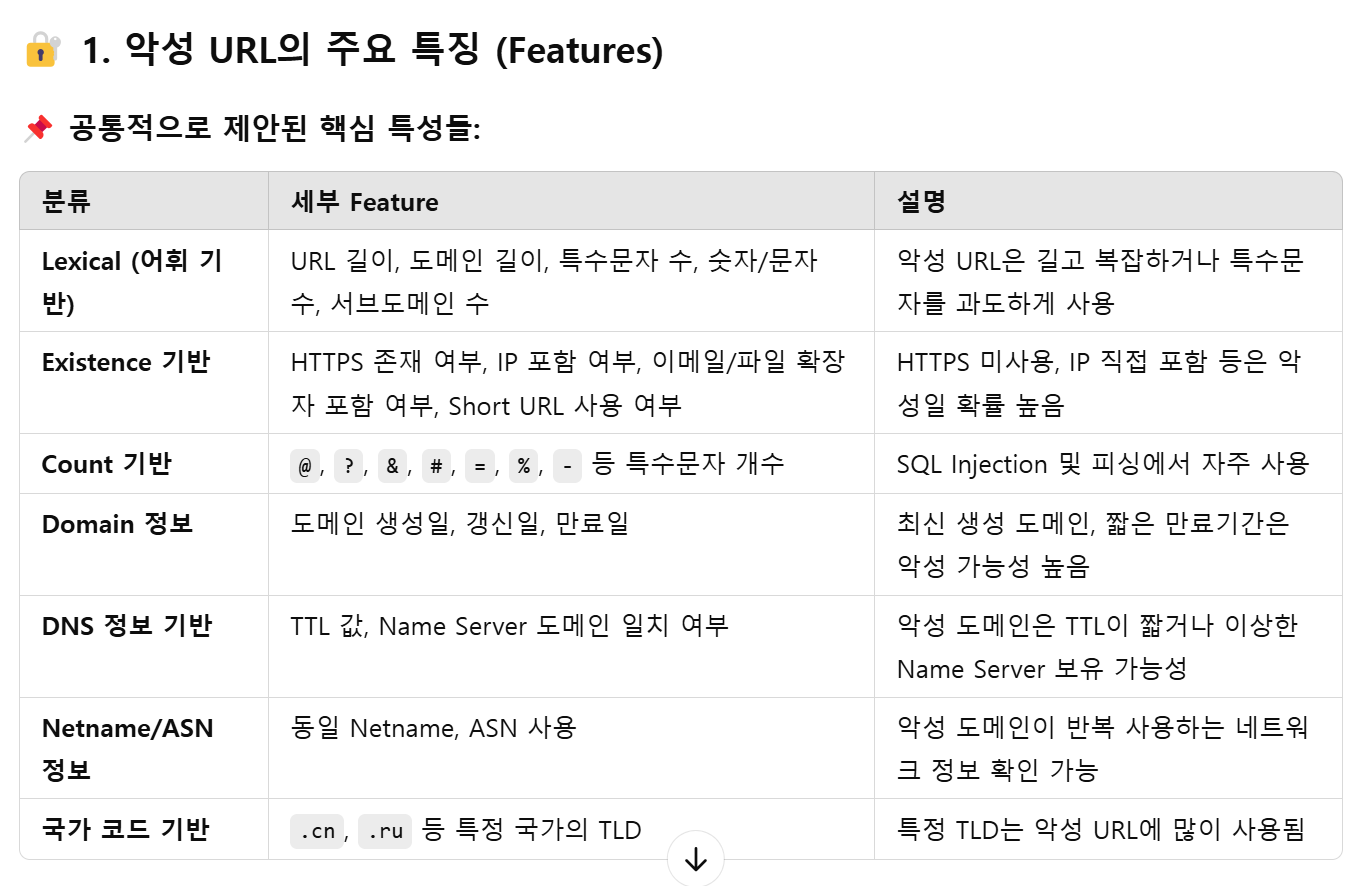 1. 악성 URL의 주요 특징 (Features)
공통적으로 제안된 핵심 특성들:
분류 세부 Feature 설명
Lexical (어휘 기반)
URL 길이, 도메인 길이, 특수문자 수, 숫자/문자
수, 서브도메인 수
악성 URL은 길고 복잡하거나 특수문
자를 과도하게 사용
Existence 기반
HTTPS 존재 여부, IP 포함 여부, 이메일/파일 확장
자 포함 여부, Short URL 사용 여부
HTTPS 미사용, IP 직접 포함 등은 악
성일 확률 높음
Count 기반
@, ?, &, #, =, %, - 등 특수문자 개수
SQL Injection 및 피싱에서 자주 사용
Domain 정보
도메인 생성일, 갱신일, 만료일
최신 생성 도메인, 짧은 만료기간은
악성 가능성 높음
DNS 정보 기반
TTL 값, Name Server 도메인 일치 여부
악성 도메인은 TTL이 짧거나 이상한
Name Server 보유 가능성
Netname/ASN
정보
동일 Netname, ASN 사용
악성 도메인이 반복 사용하는 네트워
크 정보 확인 가능
국가 코드 기반
.cn, .ru 등 특정 국가의 TLD
특정 TLD는 악성 URL에 많이 사용됨